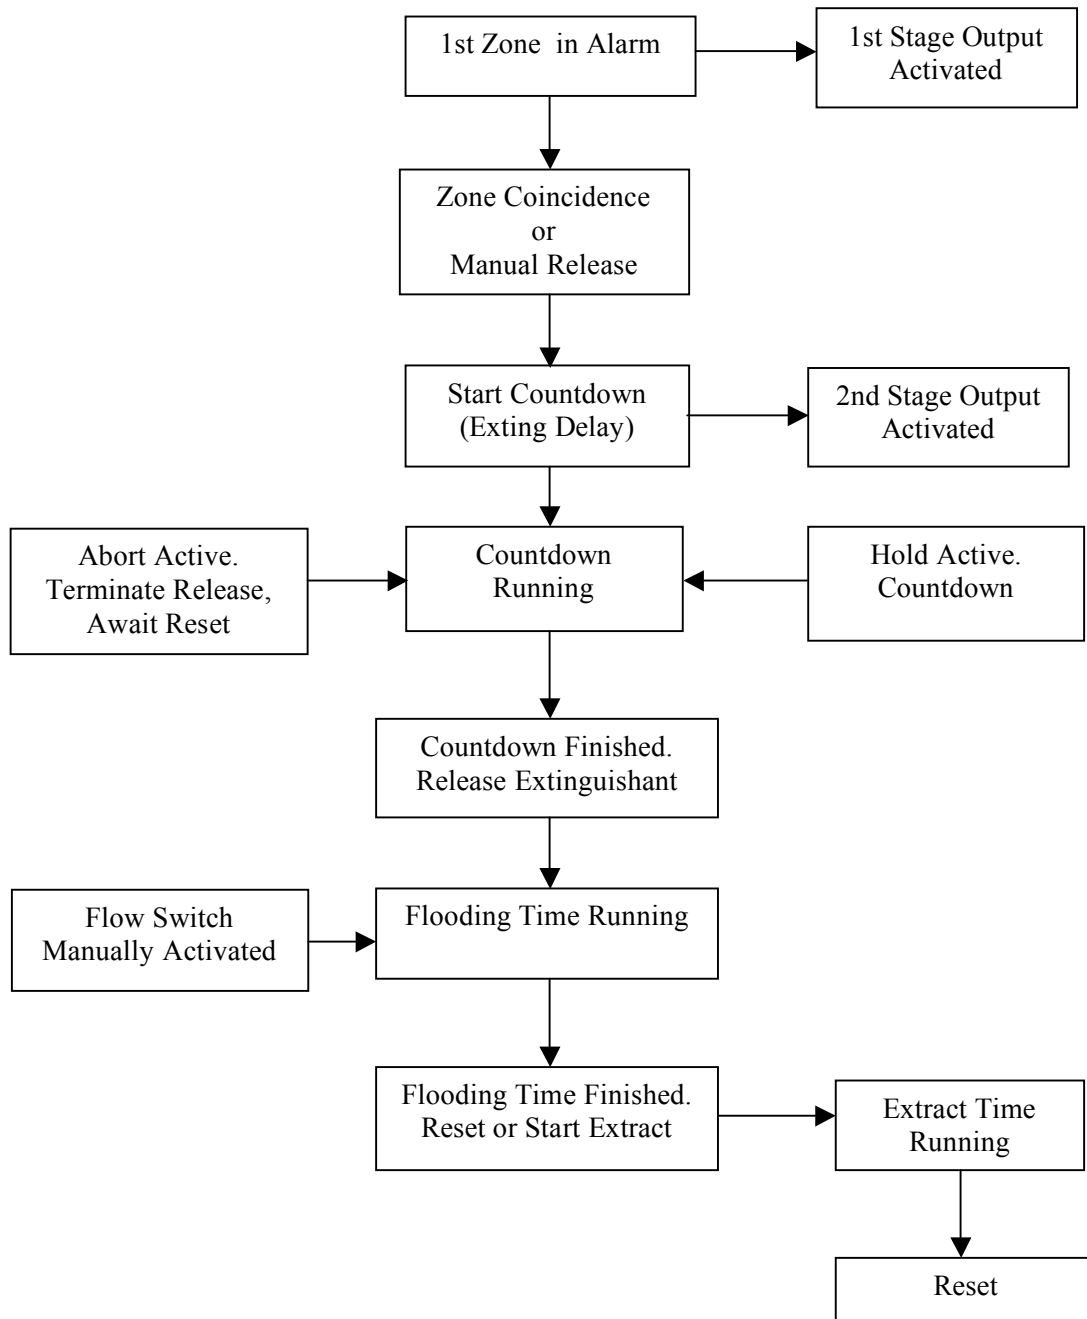 1st Zone in Alarm
1st Stage Output
Activated
Zone Coincidence
or
Manual Release
Start Countdown
(Exting Delay)
2nd Stage Output
Activated
Abort Active.
Terminate Release,
Await Reset
Countdown
Running
Hold Active.
Countdown
Countdown Finished.
Release Extinguishant
Flow Switch
Manually Activated
Flooding Time Running
Flooding Time Finished.
Reset or Start Extract
Extract Time
Running
Reset